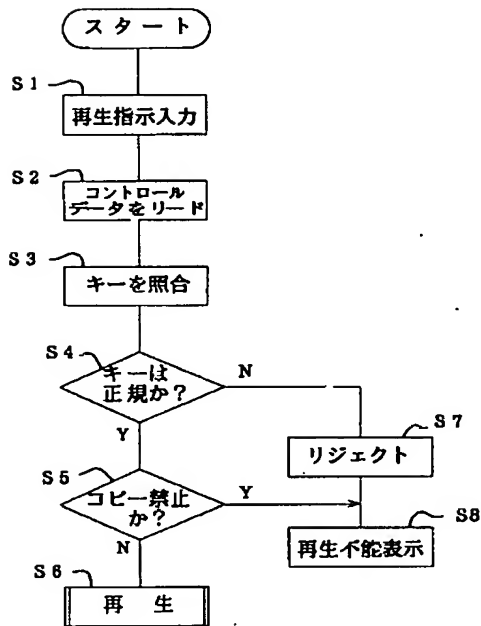 スタート
S1
再生指示入力
S2
コントロール
データをリード
S3
キーを照合
S4
キーは
正規か？
N
Y
S7
リジェクト
S5
コピー禁止
か？
Y
N
S8
再生不能表示
S6
再 生